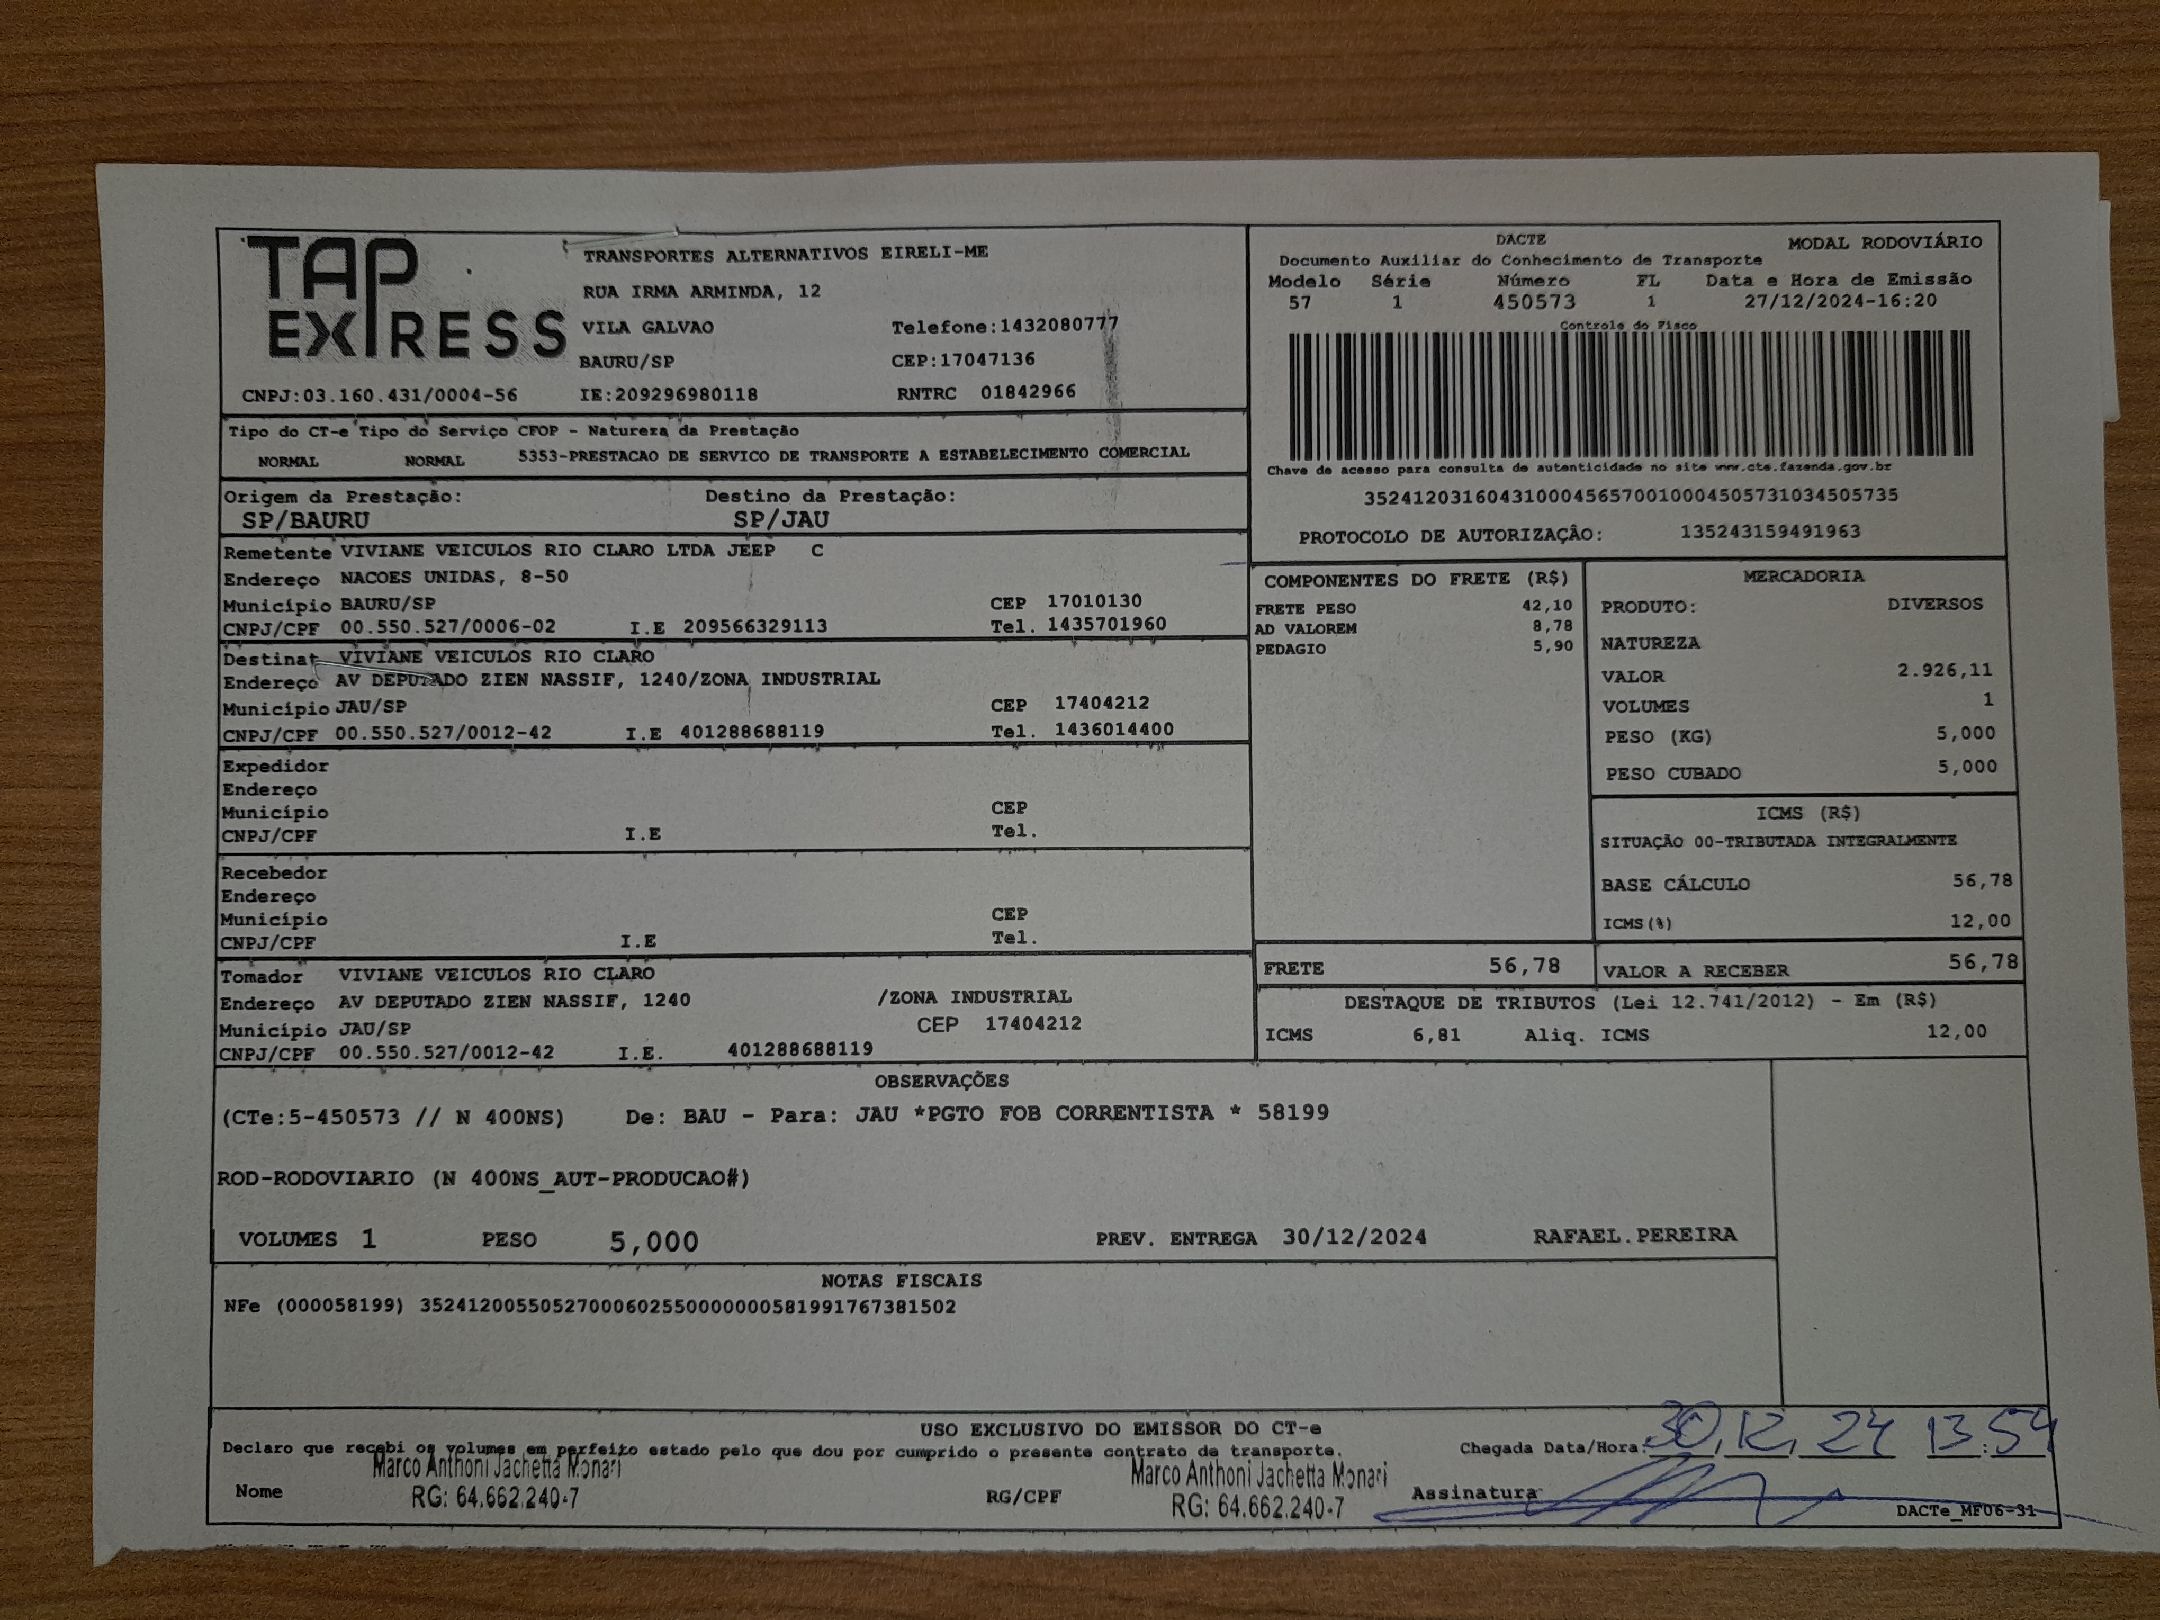 TAP
EXPRESS
TRANSPORTES ALTERNATIVOS EIRELI-ME
RUA IRMA ARMINDA, 12
VILA GALVAO Telefone:1432080777
BAURU/SP CEP:17047136
CNPJ:03.160.431/0004-56 IE:209296980118 RNTRC 01842966
DACTE MODAL RODOVIÁRIO
Documento Auxiliar do Conhecimento de Transporte
Modelo Série Número FL Data e Hora de Emissão
57 1 450573 1 27/12/2024-16:20
Controle do Fisco
Chave de acesso para consulta de autenticidade no site www.cte.fazenda.gov.br
35241203160431000456570010004505731034505735
PROTOCOLO DE AUTORIZAÇÃO: 135243159491963
Tipo do CT-e Tipo do Serviço CFOP - Natureza da Prestação
NORMAL NORMAL 5353-PRESTACAO DE SERVICO DE TRANSPORTE A ESTABELECIMENTO COMERCIAL
Origem da Prestação: Destino da Prestação:
SP/BAURU SP/JAU
Remetente VIVIANE VEICULOS RIO CLARO LTDA JEEP C
Endereço NACOES UNIDAS, 8-50
Município BAURU/SP CEP 17010130
CNPJ/CPF 00.550.527/0006-02 I.E 209566329113 Tel. 1435701960
Destinat VIVIANE VEICULOS RIO CLARO
Endereço AV DEPUTADO ZIEN NASSIF, 1240/ZONA INDUSTRIAL
Município JAU/SP CEP 17404212
CNPJ/CPF 00.550.527/0012-42 I.E 401288688119 Tel. 1436014400
Expedidor
Endereço
Município CEP
CNPJ/CPF I.E Tel.
Recebedor
Endereço
Município CEP
CNPJ/CPF I.E Tel.
Tomador VIVIANE VEICULOS RIO CLARO
Endereço AV DEPUTADO ZIEN NASSIF, 1240 /ZONA INDUSTRIAL
Município JAU/SP CEP 17404212
CNPJ/CPF 00.550.527/0012-42 I.E. 401288688119
COMPONENTES DO FRETE (R$)
FRETE PESO 42,10
AD VALOREM 8,78
PEDAGIO 5,90
MERCADORIA
PRODUTO: DIVERSOS
NATUREZA
VALOR 2.926,11
VOLUMES 1
PESO (KG) 5,000
PESO CUBADO 5,000
ICMS (R$)
SITUAÇÃO 00-TRIBUTADA INTEGRALMENTE
BASE CÁLCULO 56,78
ICMS(%) 12,00
FRETE 56,78 VALOR A RECEBER 56,78
DESTAQUE DE TRIBUTOS (Lei 12.741/2012) - Em (R$)
ICMS 6,81 Aliq. ICMS 12,00
OBSERVAÇÕES
(CTe:5-450573 // N 400NS) De: BAU - Para: JAU *PGTO FOB CORRENTISTA * 58199
ROD-RODOVIARIO (N 400NS_AUT-PRODUCAO#)
VOLUMES 1 PESO 5,000 PREV. ENTREGA 30/12/2024 RAFAEL.PEREIRA
NOTAS FISCAIS
NFe (000058199) 35241200550527000602550000000581991767381502
USO EXCLUSIVO DO EMISSOR DO CT-e
Declaro que recebi os volumes em perfeito estado pelo que dou por cumprido o presente contrato de transporte. Chegada Data/Hora: 30.12.24 13:54
Marco Anthoni Jachetta Monari Marco Anthoni Jachetta Monari
Nome RG: 64.662.240-7 RG/CPF RG: 64.662.240-7 Assinatura
DACTe_MF06-31